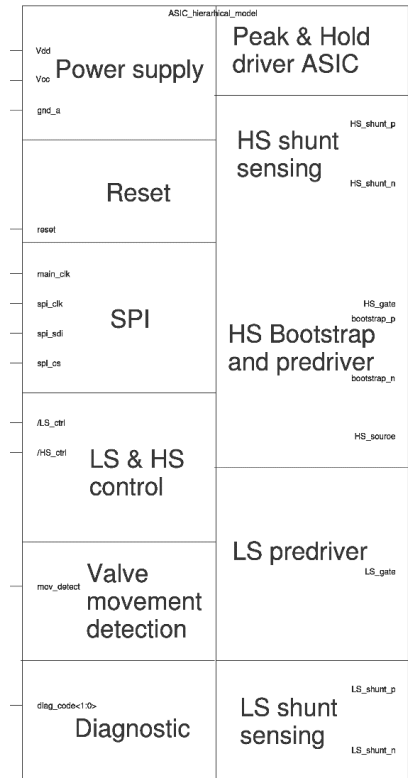 ASIC_hierarhical_model
Vdd
Vcc
gnd_a
Power supply
Reset
reset
main_clk
spi_clk
spi_sdi
spi_cs
SPI
/LS_ctrl
/HS_ctrl
LS & HS
control
mov_detect
Valve
movement
detection
diag_code<1:0>
Diagnostic
Peak & Hold
driver ASIC
HS_shunt_p
HS shunt
sensing
HS_shunt_n
HS_gate
bootstrap_p
HS Bootstrap
and predriver
bootstrap_n
HS_source
LS predriver
LS_gate
LS_shunt_p
LS shunt
sensing
LS_shunt_n